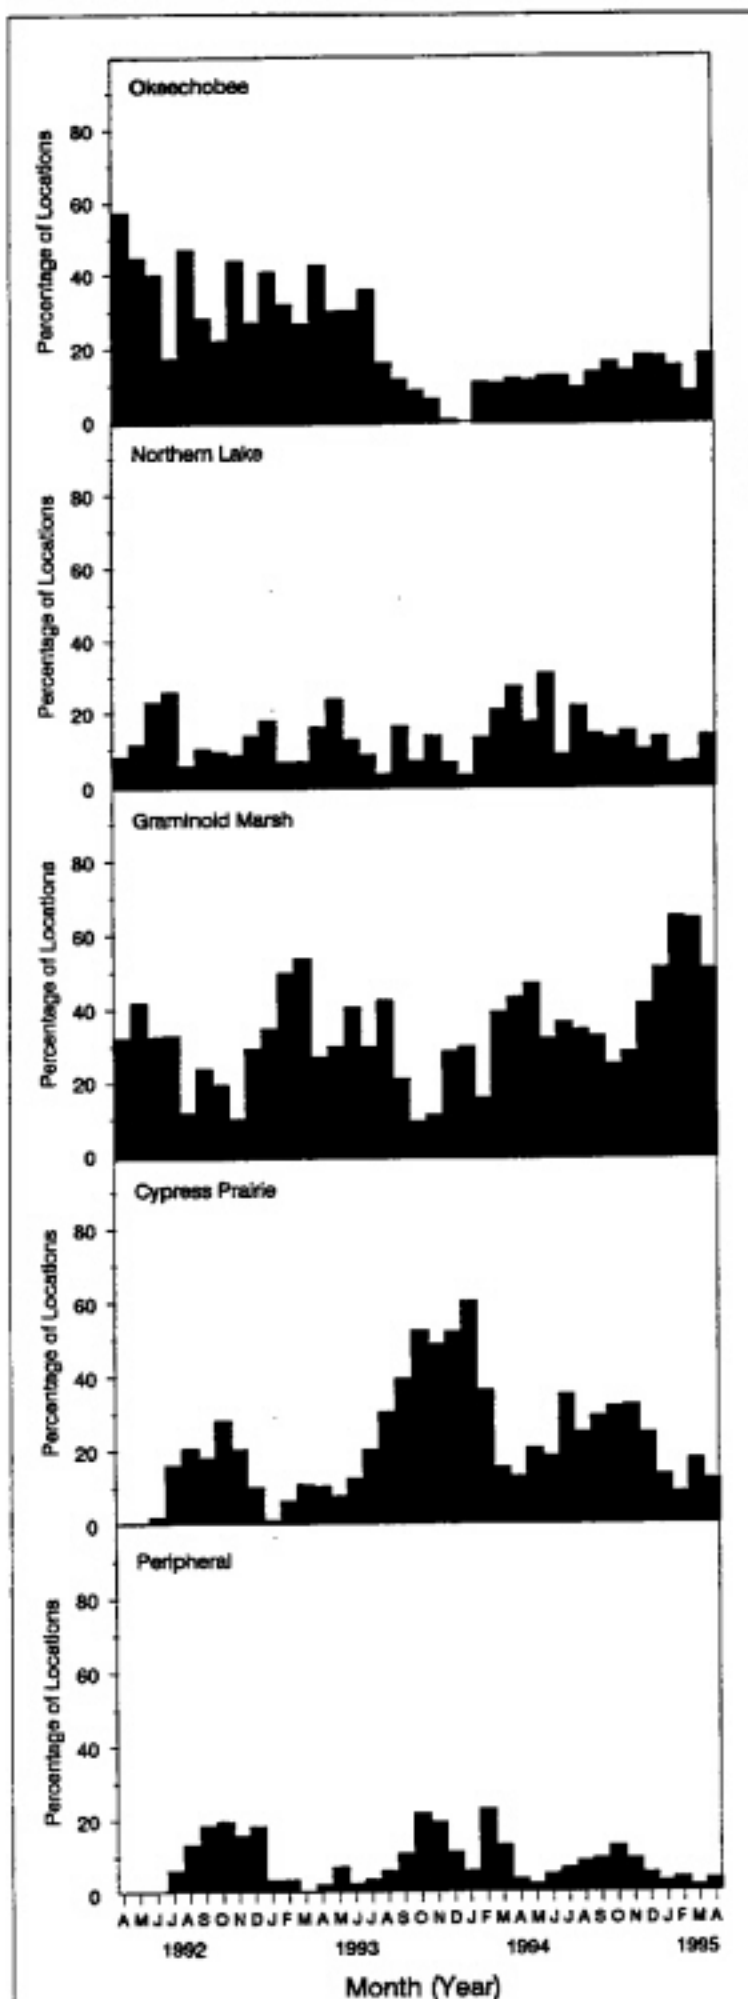 Okeechobee
80
60
40
20
0
Percentage of Locations
Northern Lake
80
60
40
20
0
Percentage of Locations
Graminoid Marsh
80
60
40
20
0
Percentage of Locations
Cypress Prairie
80
60
40
20
0
Percentage of Locations
Peripheral
80
60
40
20
0
Percentage of Locations
A M J J A S O N D J F M A M J J A S O N D J F M A M J J A S O N D J F M A
1992 1993 1994 1995
Month (Year)